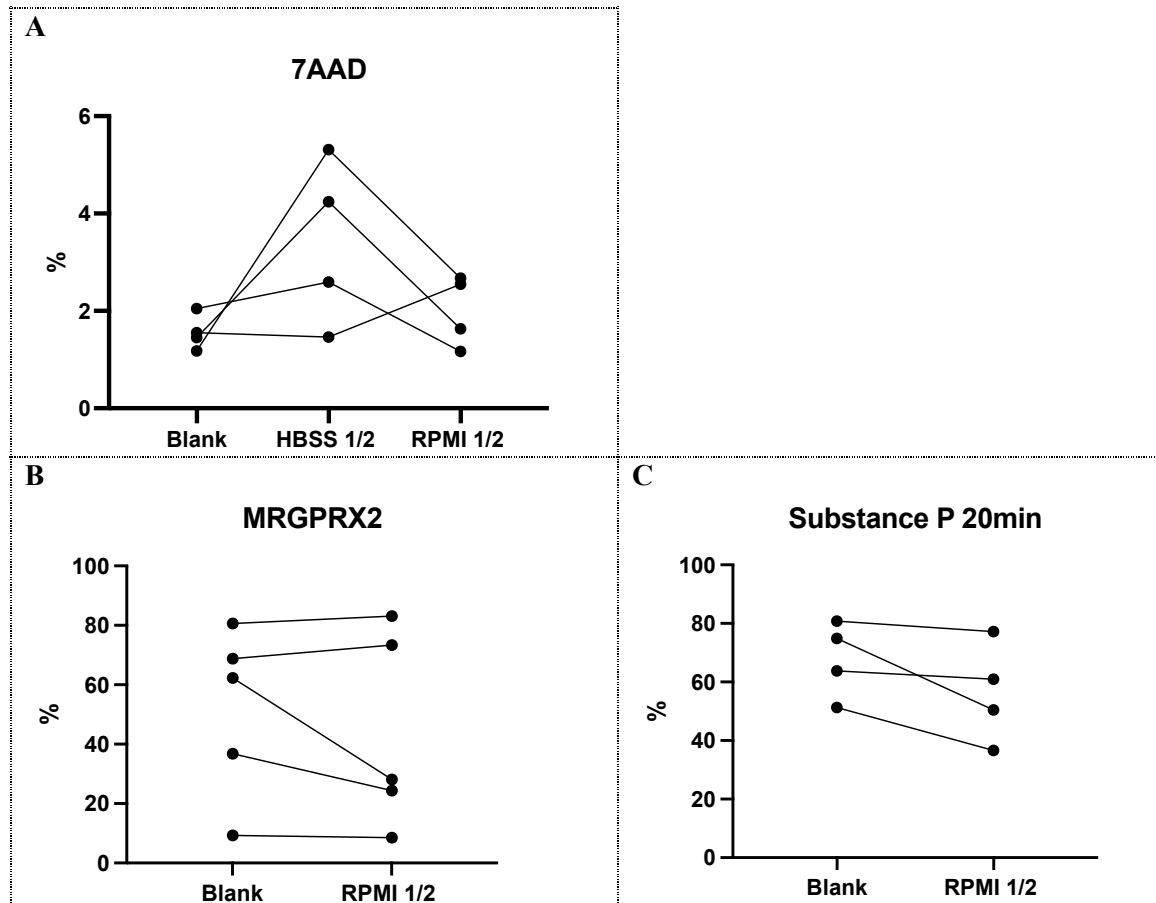 A
7AAD
6
4
2
0
%
Blank HBSS 1/2 RPMI 1/2
B
MRGPRX2
100
80
60
40
20
0
%
Blank RPMI 1/2
C
Substance P 20min
100
80
60
40
20
0
%
Blank RPMI 1/2